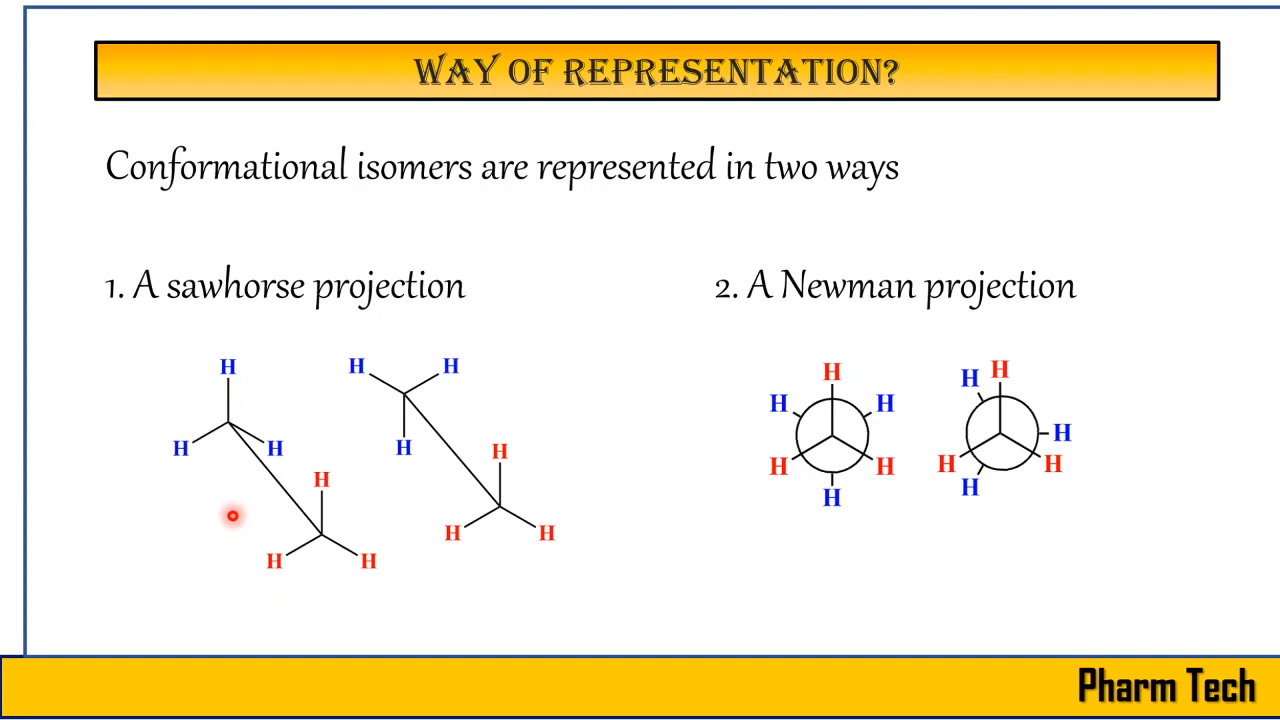 WAY OF REPRESENTATION?
Conformational isomers are represented in two ways
1. A sawhorse projection
2. A Newman projection
H
H H
H H
H
H
H H
H
H
H H
H
H H
H H
H
H
H
H
H H
H
Pharm Tech